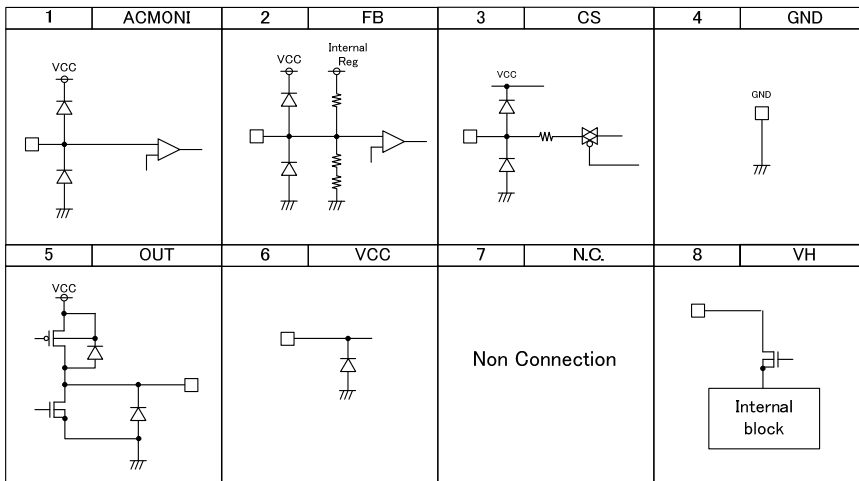 1 ACMONI 2 FB 3 CS 4 GND
VCC
VCC
Internal
Reg
VCC
GND
5 OUT 6 VCC 7 N.C. 8 VH
VCC
Non Connection
Internal
block